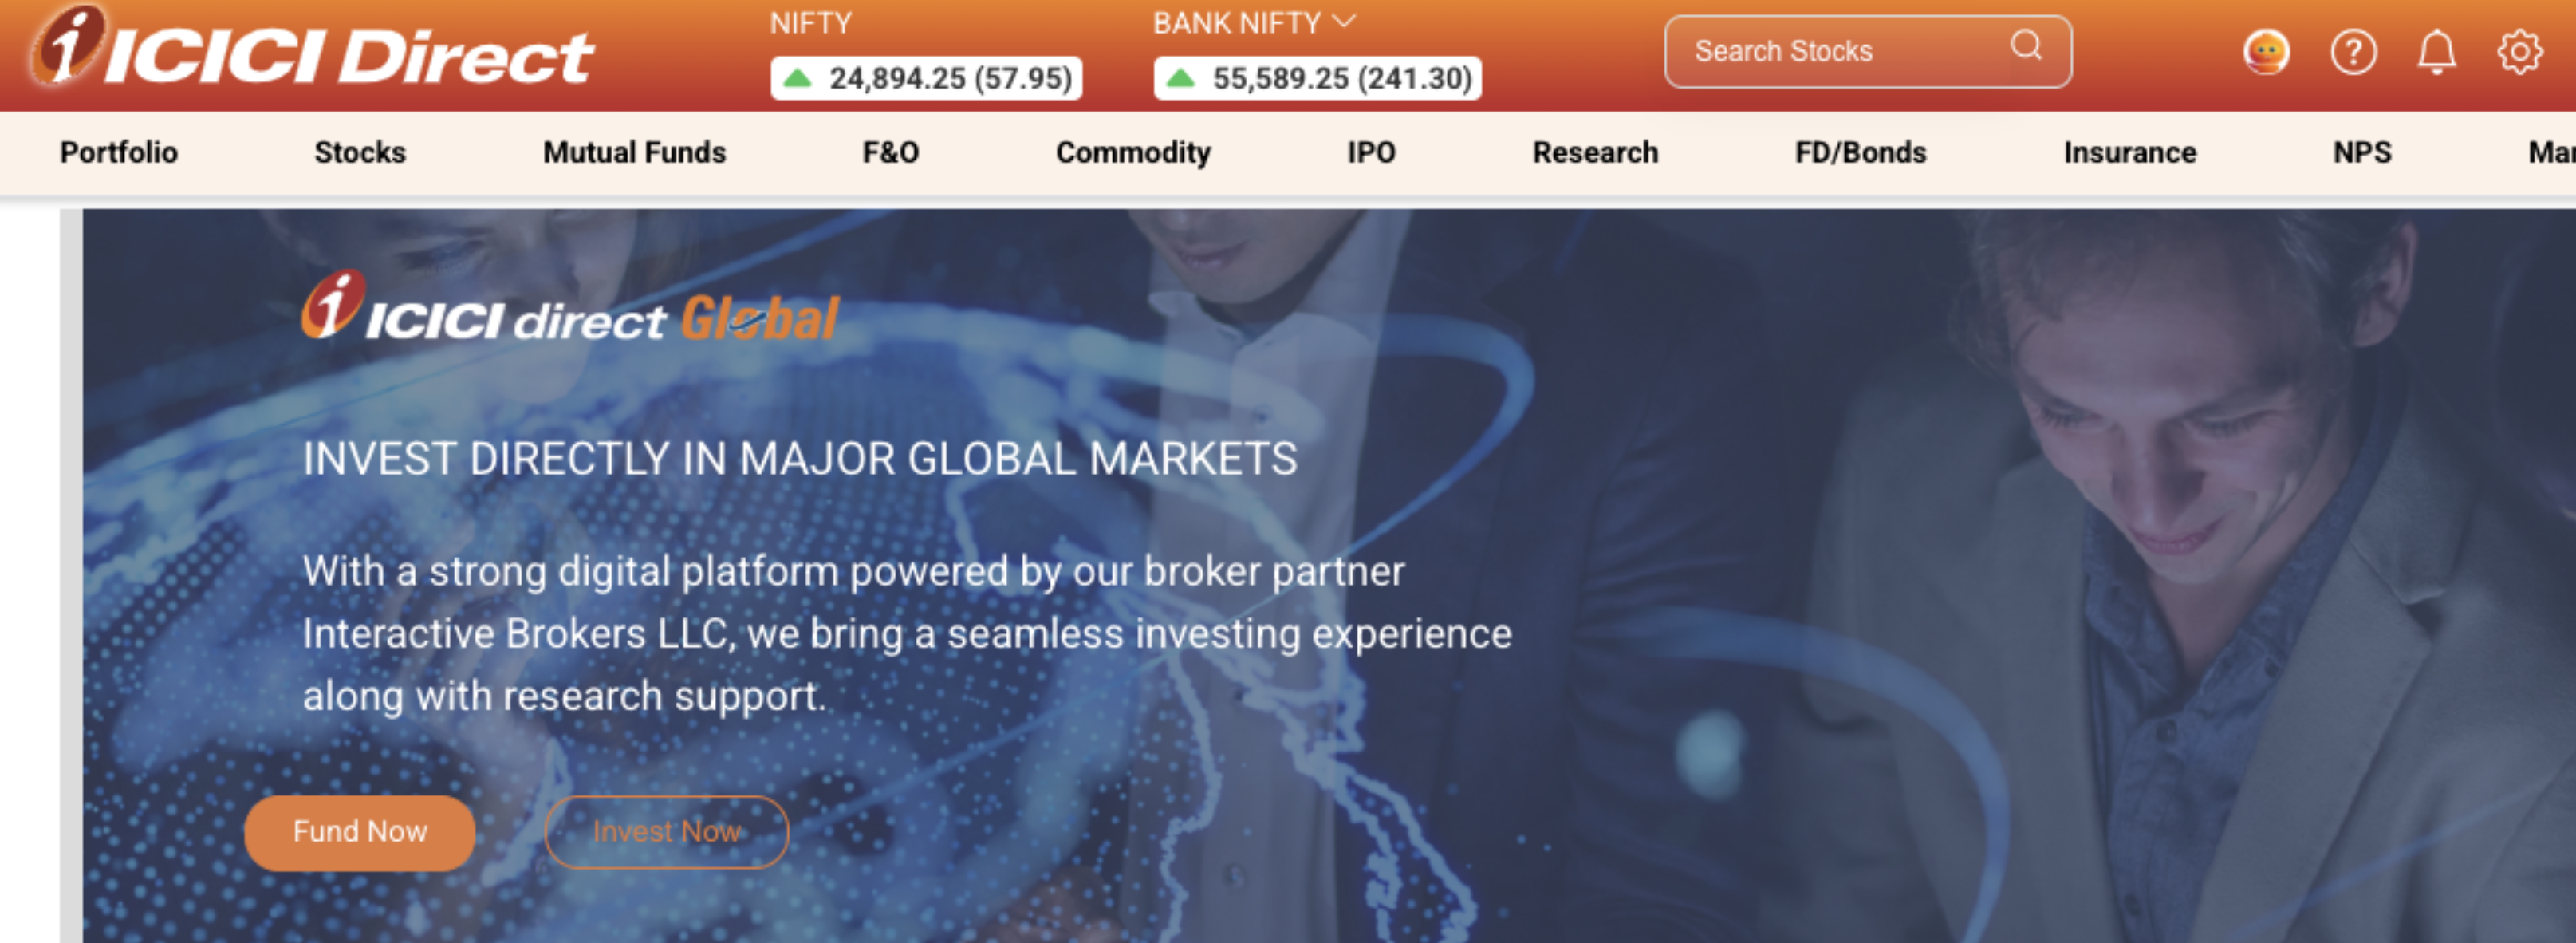 i ICICI Direct
NIFTY
24,894.25 (57.95)
BANK NIFTY
55,589.25 (241.30)
Search Stocks
?
Portfolio Stocks Mutual Funds F&O Commodity IPO Research FD/Bonds Insurance NPS
i ICICI direct Global
INVEST DIRECTLY IN MAJOR GLOBAL MARKETS
With a strong digital platform powered by our broker partner
Interactive Brokers LLC, we bring a seamless investing experience
along with research support.
Fund Now Invest Now